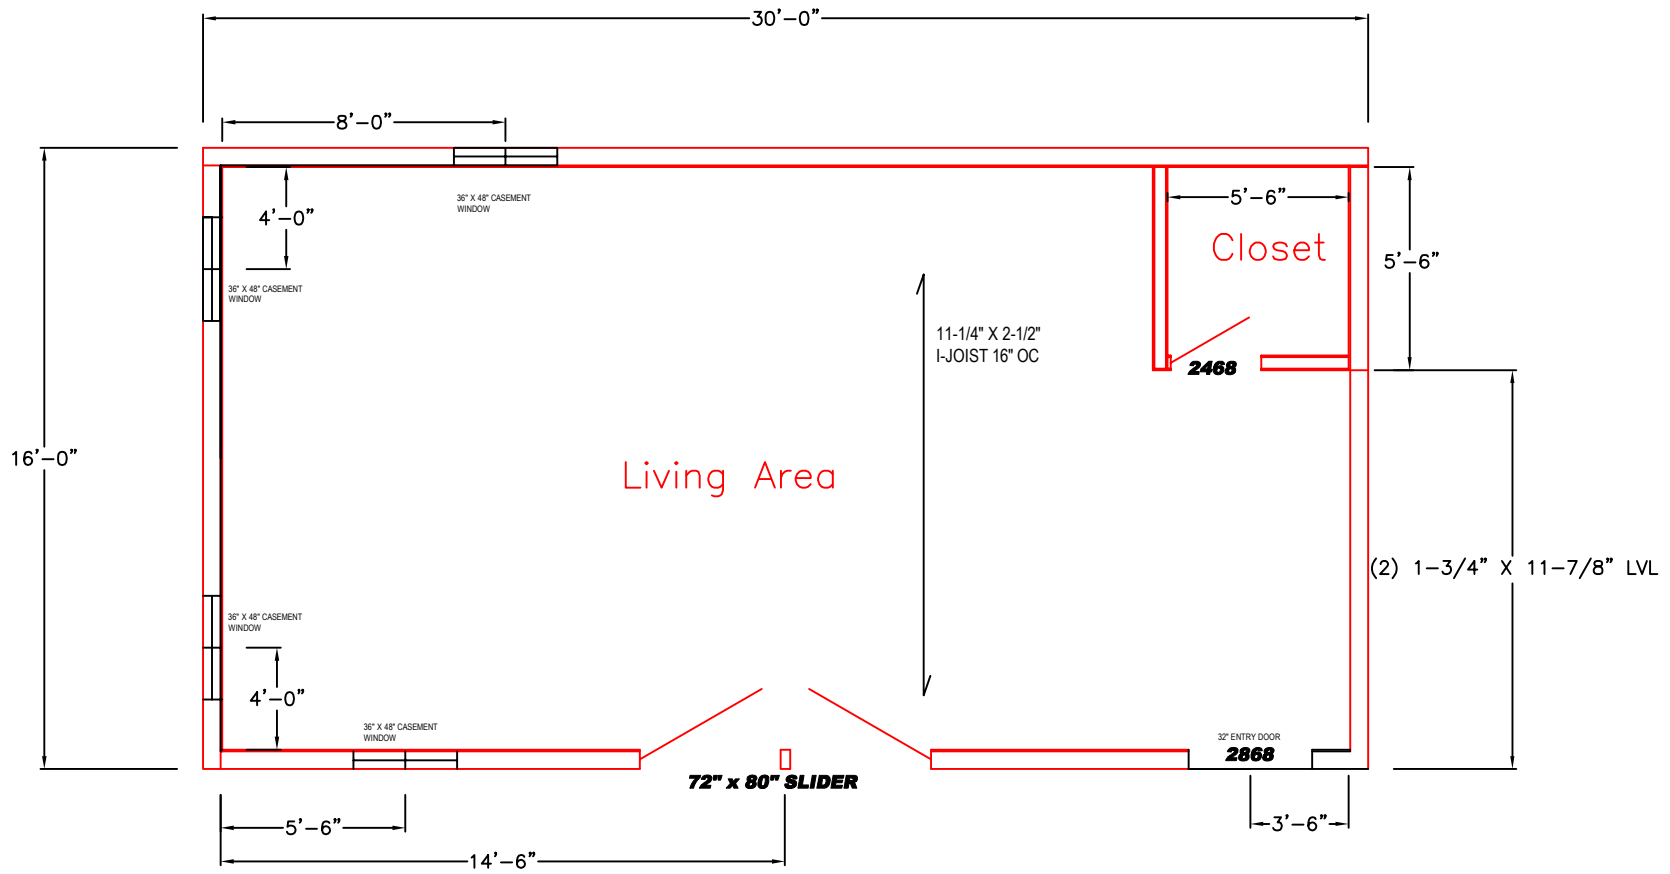 30'-0"
8'-0"
36" X 48" CASEMENT
WINDOW
4'-0"
5'-6"
Closet
5'-6"
36" X 48" CASEMENT
WINDOW
11-1/4" X 2-1/2"
I-JOIST 16" OC
2468
16'-0"
Living Area
(2) 1-3/4" X 11-7/8" LVL
36" X 48" CASEMENT
WINDOW
4'-0"
36" X 48" CASEMENT
WINDOW
32" ENTRY DOOR
2868
72" x 80" SLIDER
5'-6"
3'-6"
14'-6"